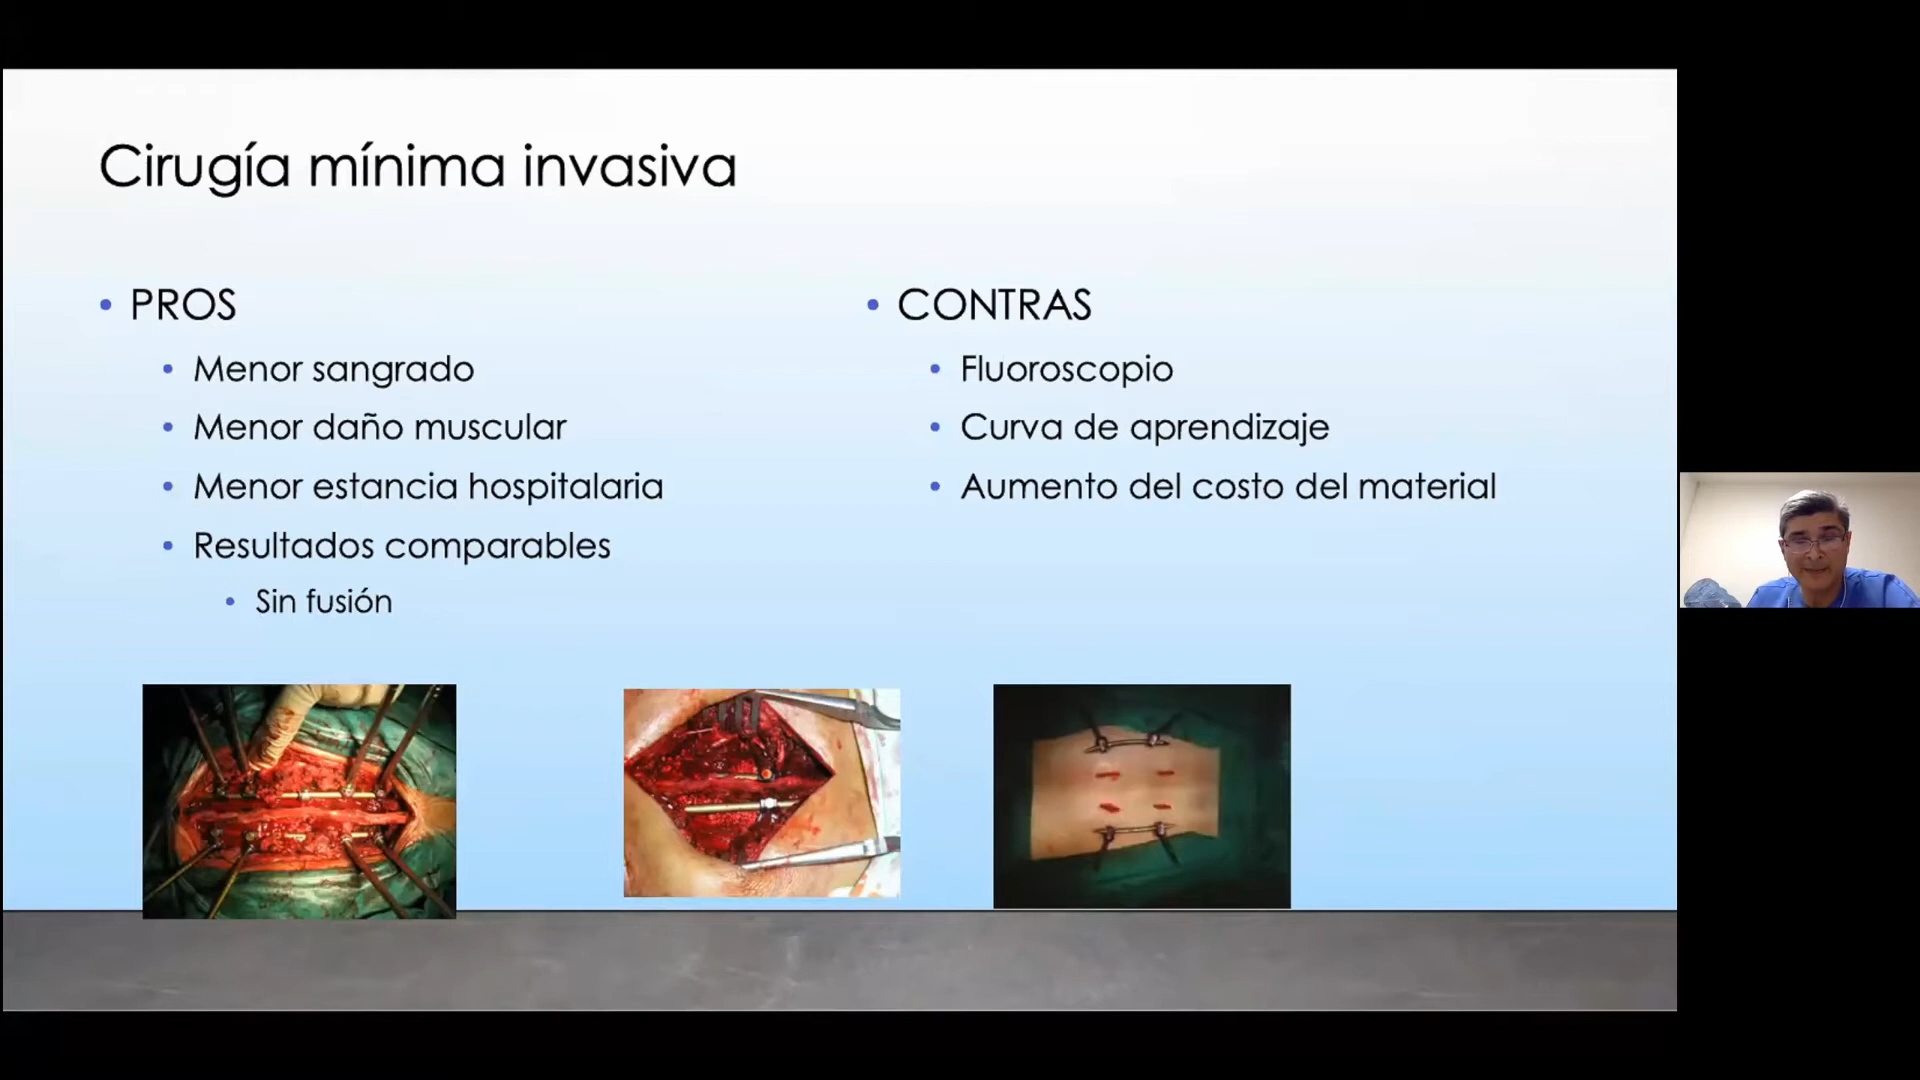 Cirugía mínima invasiva
• PROS
• Menor sangrado
• Menor daño muscular
• Menor estancia hospitalaria
• Resultados comparables
• Sin fusión
• CONTRAS
• Fluoroscopio
• Curva de aprendizaje
• Aumento del costo del material